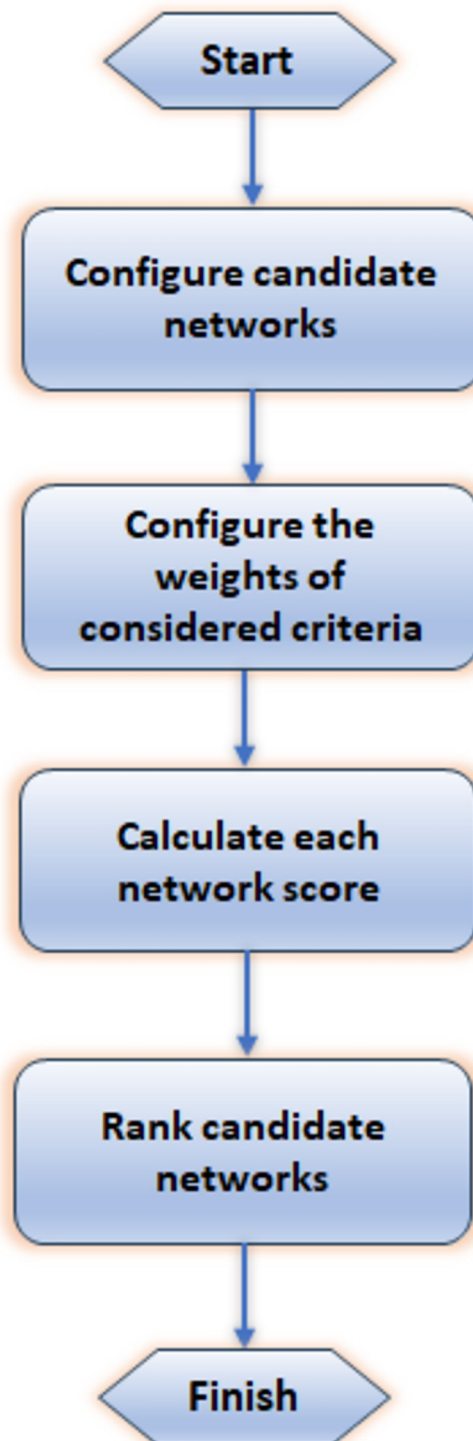 Start
Configure candidate
networks
Configure the
weights of
considered criteria
Calculate each
network score
Rank candidate
networks
Finish